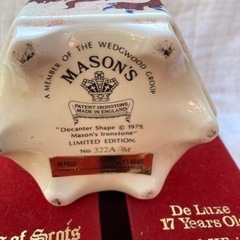 A MEMBER OF THE WEDGWOOD GROUP
MASON'S
PATENT IRONSTONE
MADE IN ENGLAND
"Decanter Shape © 1979
Mason's Ironstone"
LIMITED EDITION.
No. 322A M
of Scots
De Luxe
17 Years Ol